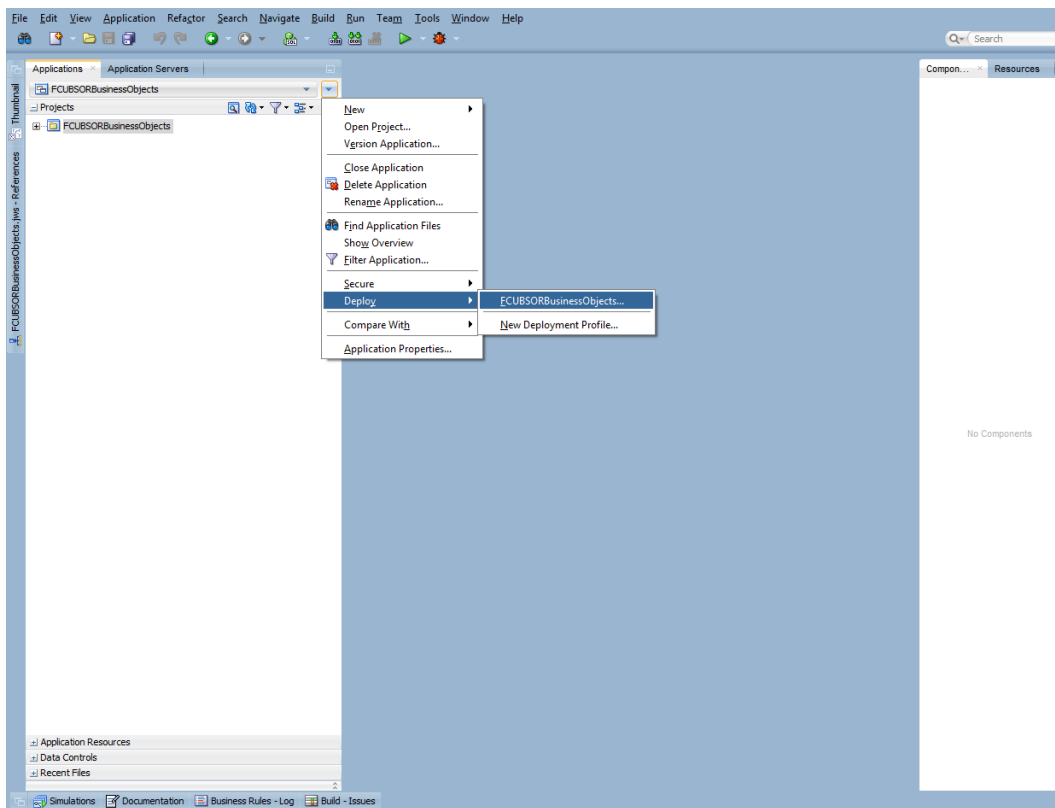 File Edit View Application Refactor Search Navigate Build Run Team Tools Window Help
Search
Applications Application Servers
Compon... Resources
FCUBSORBusinessObjects
Projects
FCUBSORBusinessObjects
New
Open Project...
Version Application...
Close Application
Delete Application
Rename Application...
Find Application Files
Show Overview
Filter Application...
Secure
Deploy
FCUBSORBusinessObjects...
Compare With
New Deployment Profile...
Application Properties...
Thumbnail
FCUBSORBusinessObjects.jws - References
No Components
Application Resources
Data Controls
Recent Files
Simulations Documentation Business Rules - Log Build - Issues